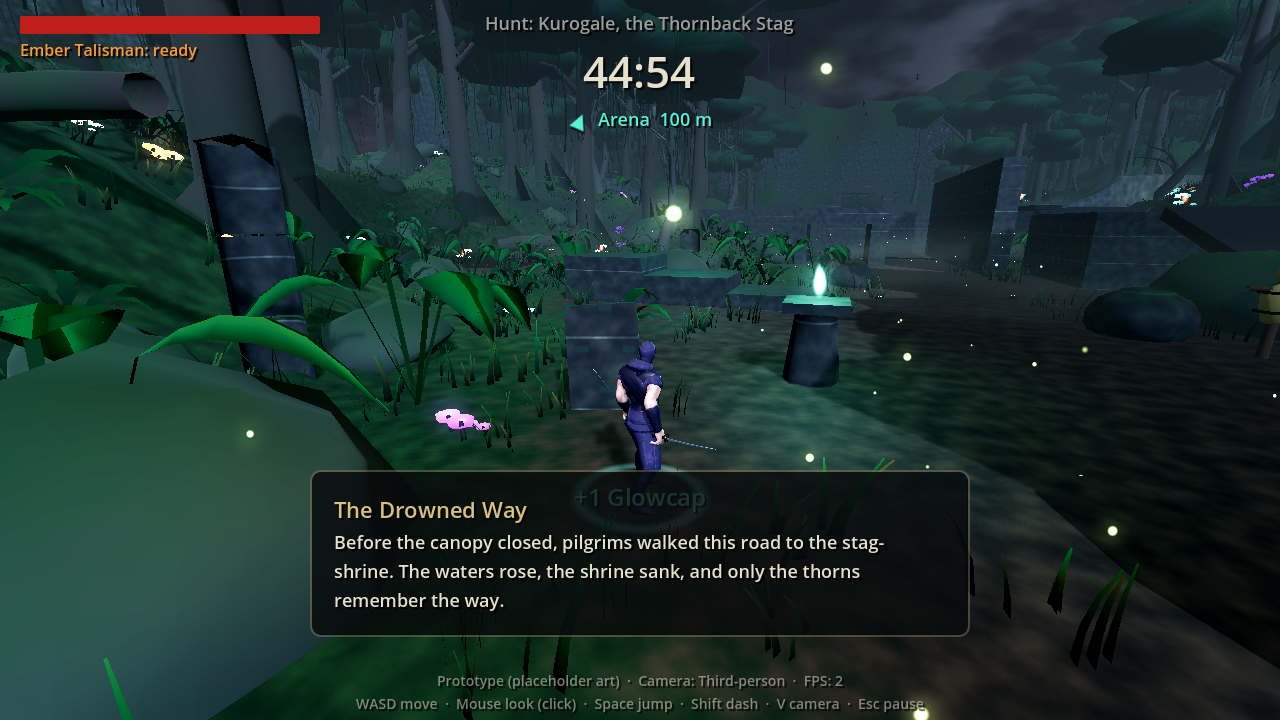 Hunt: Kurogale, the Thornback Stag
Ember Talisman: ready
44:54
Arena 100 m
+1 Glowcap
The Drowned Way
Before the canopy closed, pilgrims walked this road to the stag-
shrine. The waters rose, the shrine sank, and only the thorns
remember the way.
Prototype (placeholder art) · Camera: Third-person · FPS: 2
WASD move · Mouse look (click) · Space jump · Shift dash · V camera · Esc pause